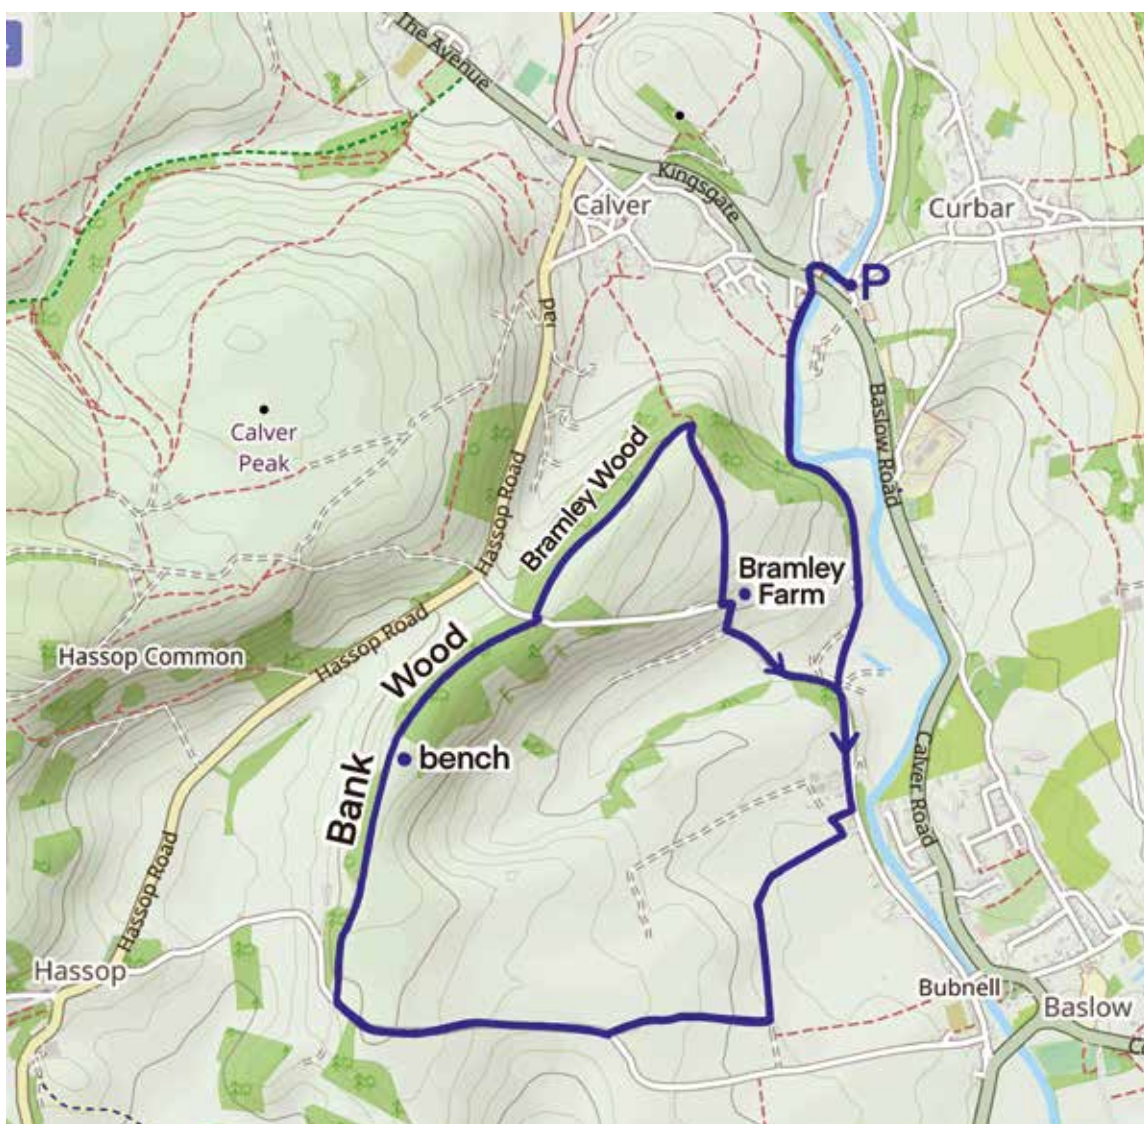 The Avenue
Kingsgate
Calver
Curbar
P
Calver
Peak
Baslow Road
Hassop Road
Bramley Wood
Bramley
Farm
Hassop Road
Hassop Common
Wood
bench
Bank
Calver Road
Hassop Road
Hassop
Bubnell
Baslow